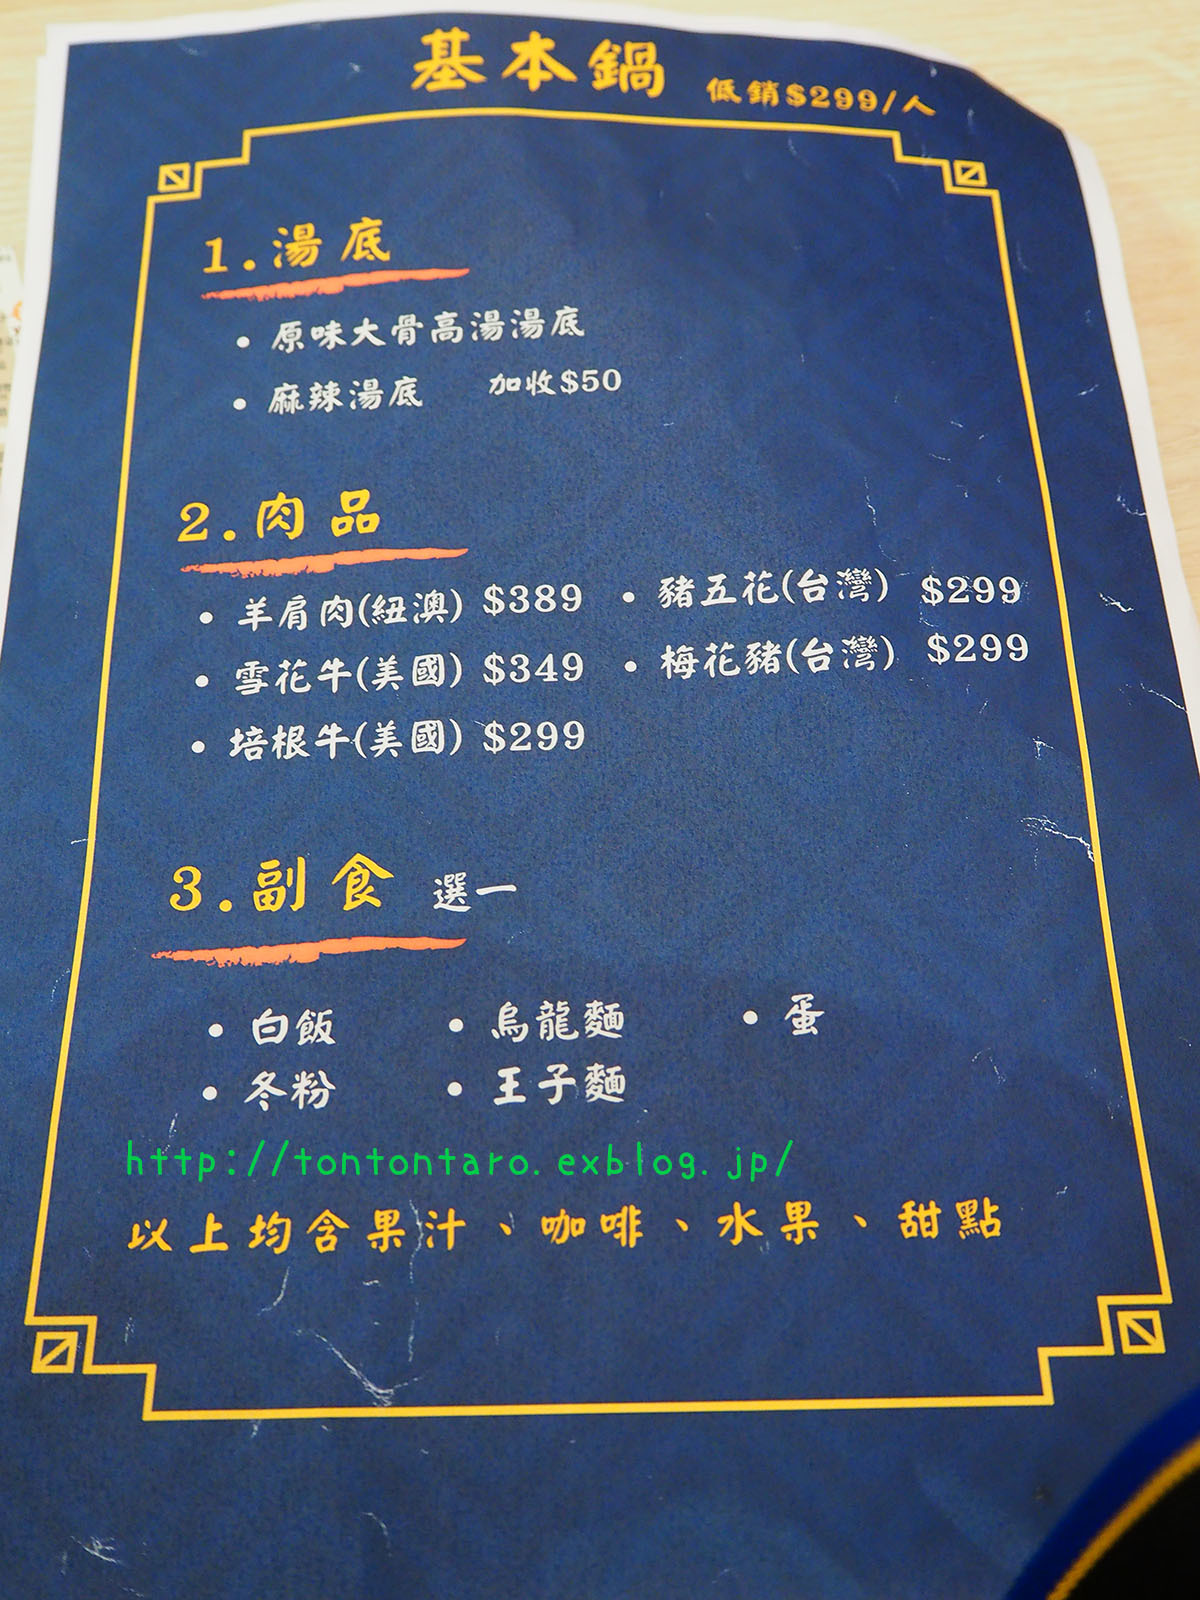 基本鍋 低銷$299/人
1.湯底
• 原味大骨高湯湯底
• 麻辣湯底 加收$50
2.肉品
• 羊肩肉(紐澳) $389 • 豬五花(台灣) $299
• 雪花牛(美國) $349 • 梅花豬(台灣) $299
• 培根牛(美國) $299
3.副食 選一
• 白飯 • 烏龍麵 • 蛋
• 冬粉 • 王子麵
http://tontontaro.exblog.jp/
以上均含果汁、咖啡、水果、甜點